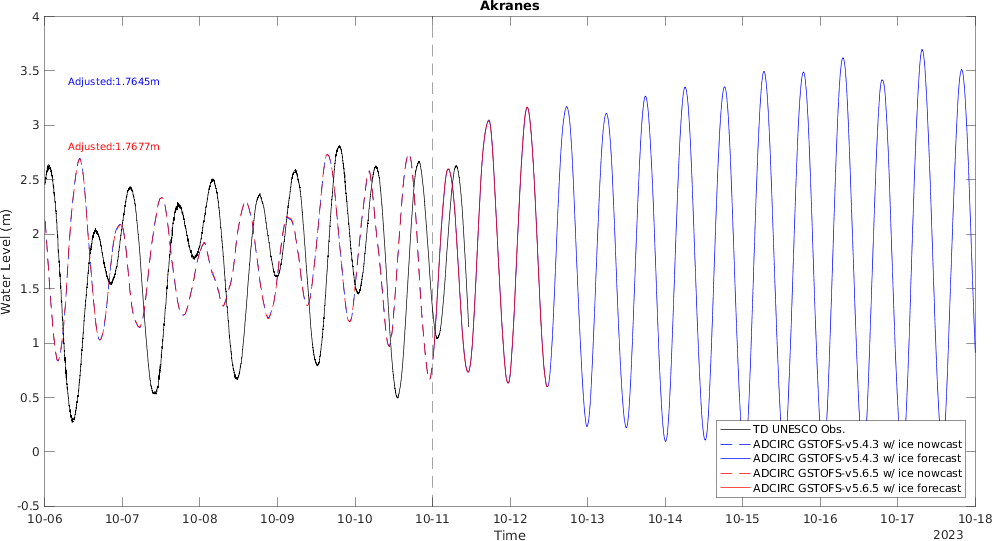 Akranes
4
3.5
3
2.5
2
1.5
1
0.5
0
-0.5
Water Level (m)
Adjusted:1.7645m
Adjusted:1.7677m
TD UNESCO Obs.
ADCIRC GSTOFS-v5.4.3 w/ ice nowcast
ADCIRC GSTOFS-v5.4.3 w/ ice forecast
ADCIRC GSTOFS-v5.6.5 w/ ice nowcast
ADCIRC GSTOFS-v5.6.5 w/ ice forecast
10-06 10-07 10-08 10-09 10-10 10-11 10-12 10-13 10-14 10-15 10-16 10-17 10-18
Time
2023